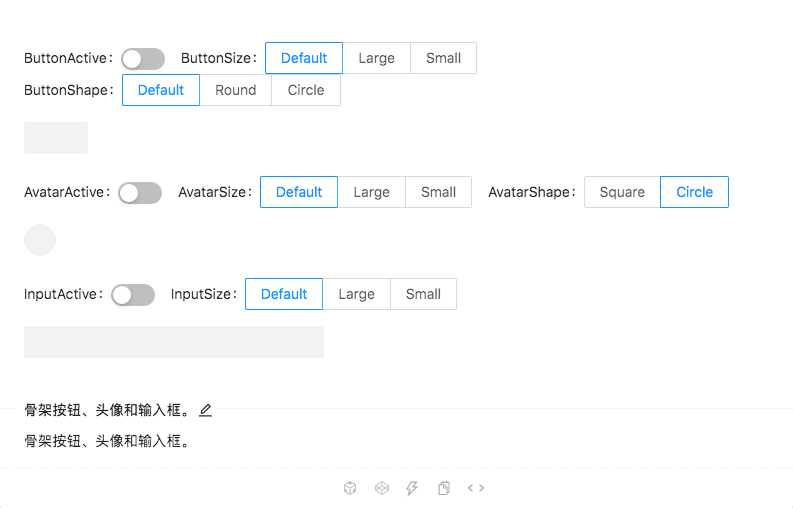 ButtonActive: ButtonSize: Default Large Small
ButtonShape: Default Round Circle
AvatarActive: AvatarSize: Default Large Small AvatarShape: Square Circle
InputActive: InputSize: Default Large Small
骨架按钮、头像和输入框。
骨架按钮、头像和输入框。